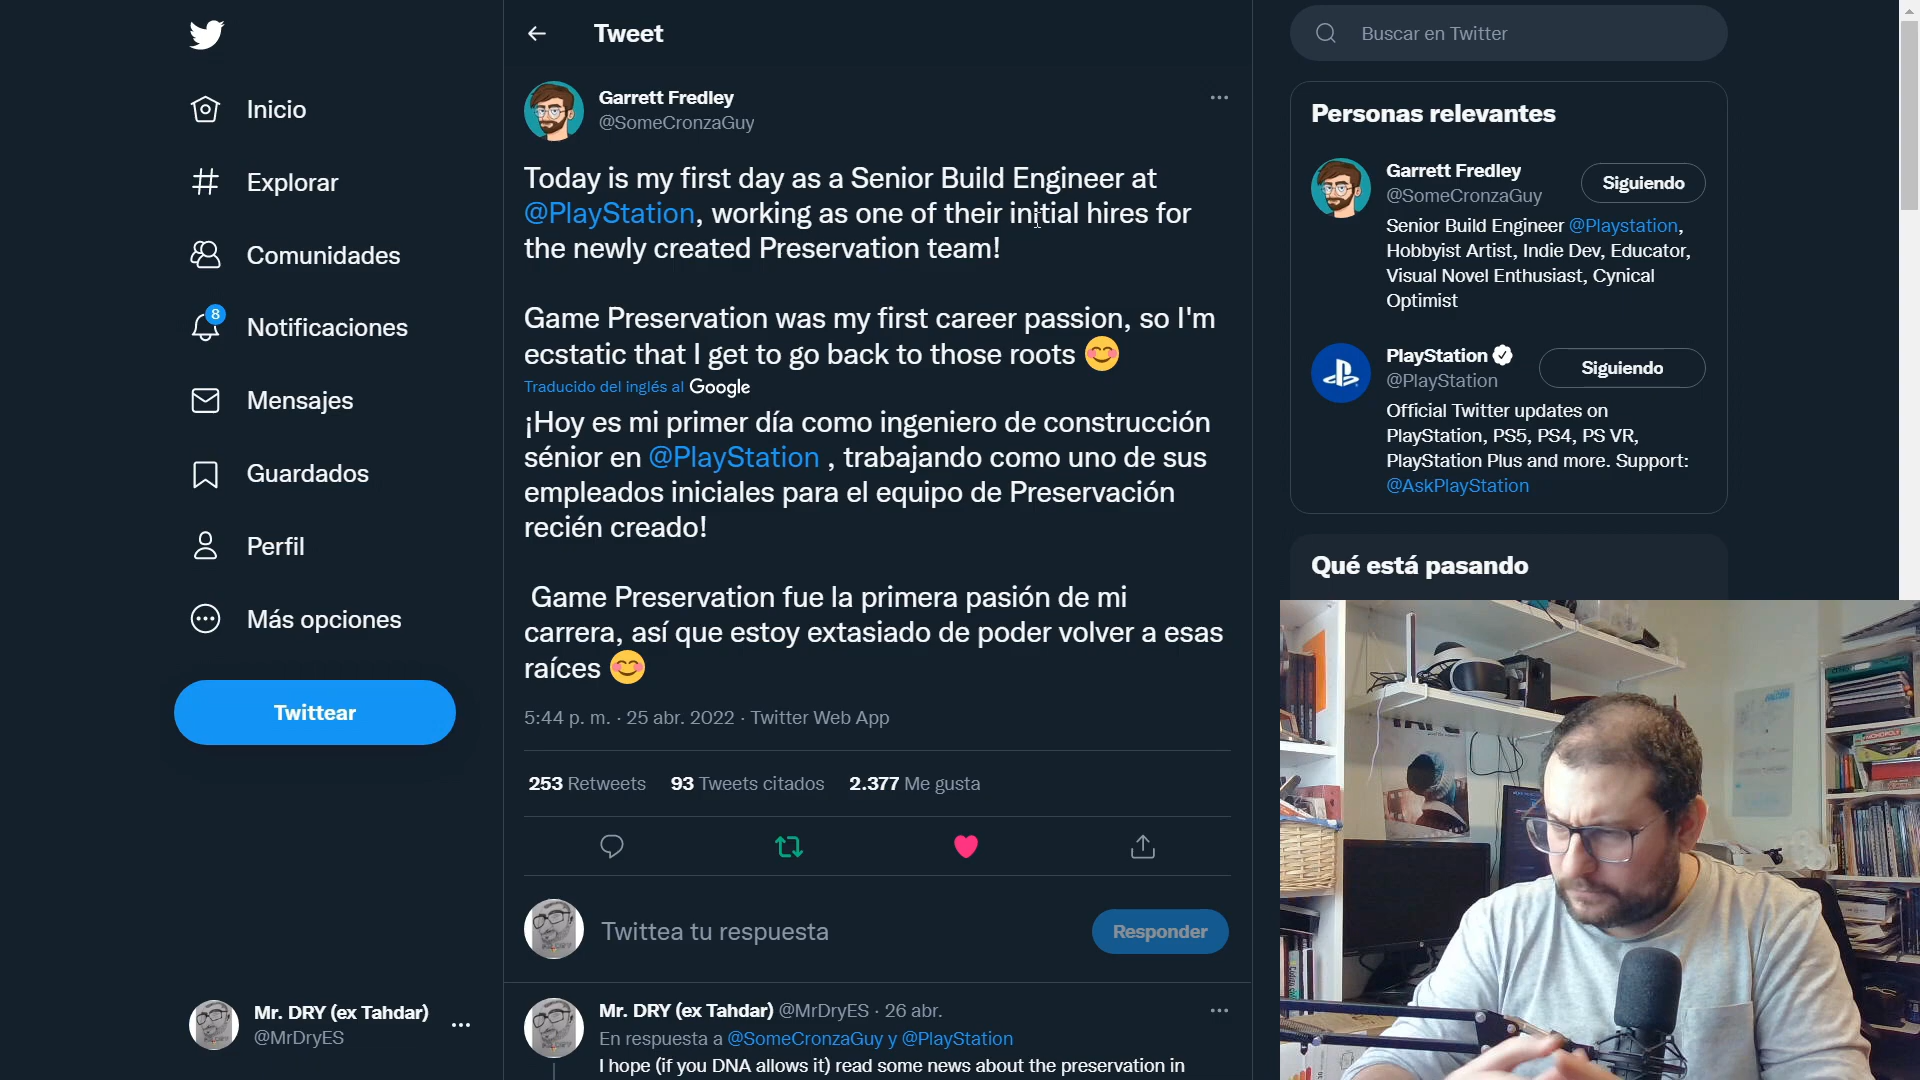 Inicio
Explorar
Comunidades
8
Notificaciones
Mensajes
Guardados
Perfil
Más opciones
Twittear
Mr. DRY (ex Tahdar)
@MrDryES
Tweet
Garrett Fredley
@SomeCronzaGuy
Today is my first day as a Senior Build Engineer at
@PlayStation, working as one of their initial hires for
the newly created Preservation team!
Game Preservation was my first career passion, so I'm
ecstatic that I get to go back to those roots 😊
Traducido del inglés al Google
¡Hoy es mi primer día como ingeniero de construcción
sénior en @PlayStation , trabajando como uno de sus
empleados iniciales para el equipo de Preservación
recién creado!
Game Preservation fue la primera pasión de mi
carrera, así que estoy extasiado de poder volver a esas
raíces 😊
5:44 p. m. · 25 abr. 2022 · Twitter Web App
253 Retweets 93 Tweets citados 2.377 Me gusta
Twittea tu respuesta
Responder
Mr. DRY (ex Tahdar) @MrDryES · 26 abr.
En respuesta a @SomeCronzaGuy y @PlayStation
I hope (if you DNA allows it) read some news about the preservation in
Buscar en Twitter
Personas relevantes
Garrett Fredley
@SomeCronzaGuy
Siguiendo
Senior Build Engineer @Playstation,
Hobbyist Artist, Indie Dev, Educator,
Visual Novel Enthusiast, Cynical
Optimist
PlayStation
@PlayStation
Siguiendo
Official Twitter updates on
PlayStation, PS5, PS4, PS VR,
PlayStation Plus and more. Support:
@AskPlayStation
Qué está pasando
MONOPOLY